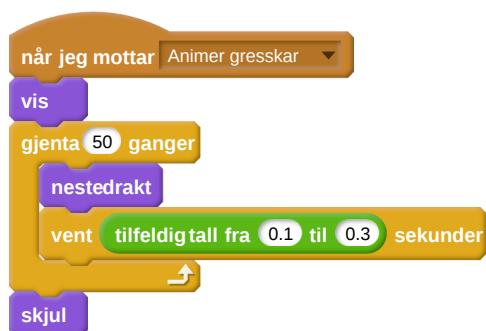 når jeg mottar Animer gresskar
vis
gjenta 50 ganger
nestedrakt
vent tilfeldig tall fra 0.1 til 0.3 sekunder
skjul